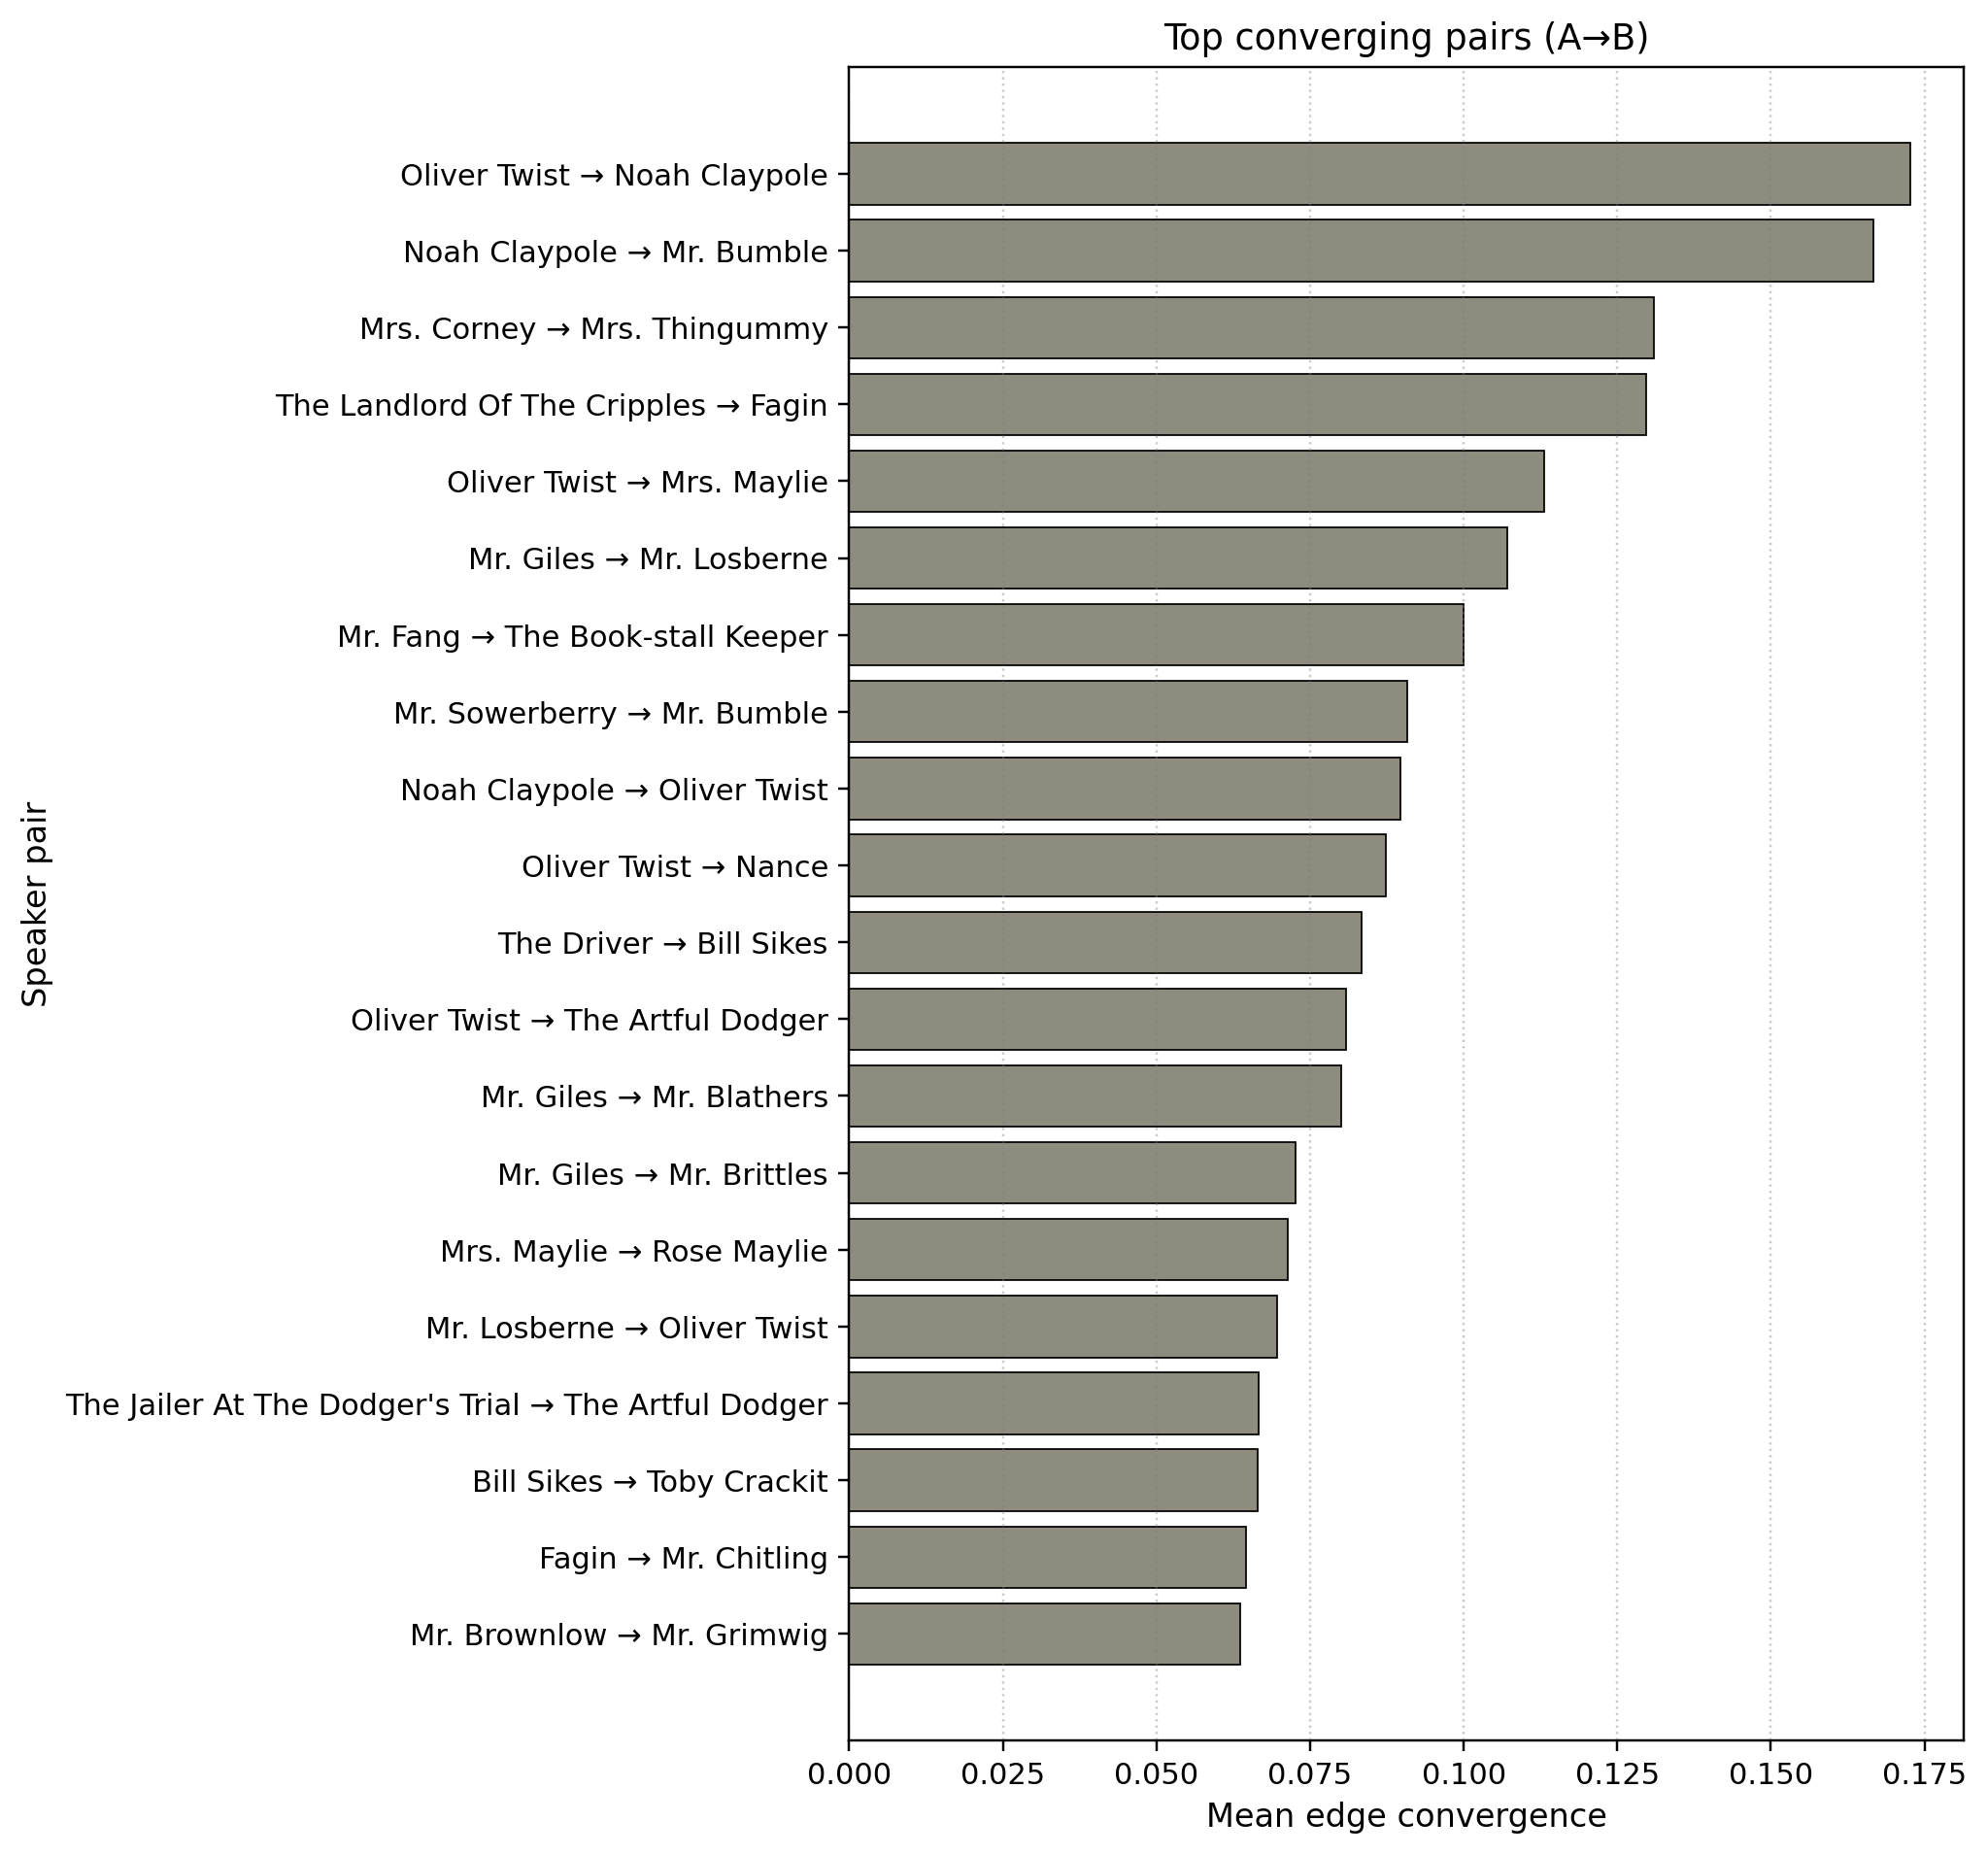 Top converging pairs (A→B)
Oliver Twist → Noah Claypole
Noah Claypole → Mr. Bumble
Mrs. Corney → Mrs. Thingummy
The Landlord Of The Cripples → Fagin
Oliver Twist → Mrs. Maylie
Mr. Giles → Mr. Losberne
Mr. Fang → The Book-stall Keeper
Mr. Sowerberry → Mr. Bumble
Noah Claypole → Oliver Twist
Oliver Twist → Nance
The Driver → Bill Sikes
Oliver Twist → The Artful Dodger
Mr. Giles → Mr. Blathers
Mr. Giles → Mr. Brittles
Mrs. Maylie → Rose Maylie
Mr. Losberne → Oliver Twist
The Jailer At The Dodger's Trial → The Artful Dodger
Bill Sikes → Toby Crackit
Fagin → Mr. Chitling
Mr. Brownlow → Mr. Grimwig
Speaker pair
0.000 0.025 0.050 0.075 0.100 0.125 0.150 0.175
Mean edge convergence